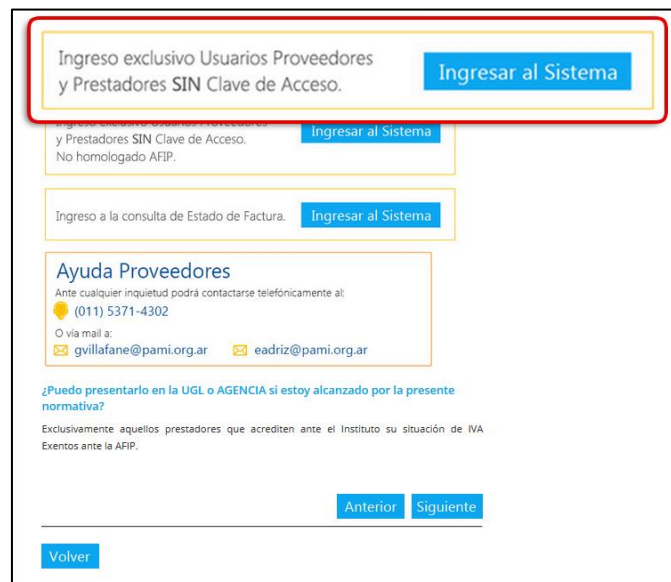 Ingreso exclusivo Usuarios Proveedores
y Prestadores SIN Clave de Acceso.
Ingresar al Sistema
Ingreso exclusivo Usuarios Proveedores
y Prestadores SIN Clave de Acceso.
No homologado AFIP.
Ingresar al Sistema
Ingreso a la consulta de Estado de Factura.
Ingresar al Sistema
Ayuda Proveedores
Ante cualquier inquietud podrá contactarse telefónicamente al:
(011) 5371-4302
O vía mail a:
gvillafane@pami.org.ar
eadriz@pami.org.ar
¿Puedo presentarlo en la UGL o AGENCIA si estoy alcanzado por la presente
normativa?
Exclusivamente aquellos prestadores que acrediten ante el Instituto su situación de IVA
Exentos ante la AFIP.
Anterior
Siguiente
Volver